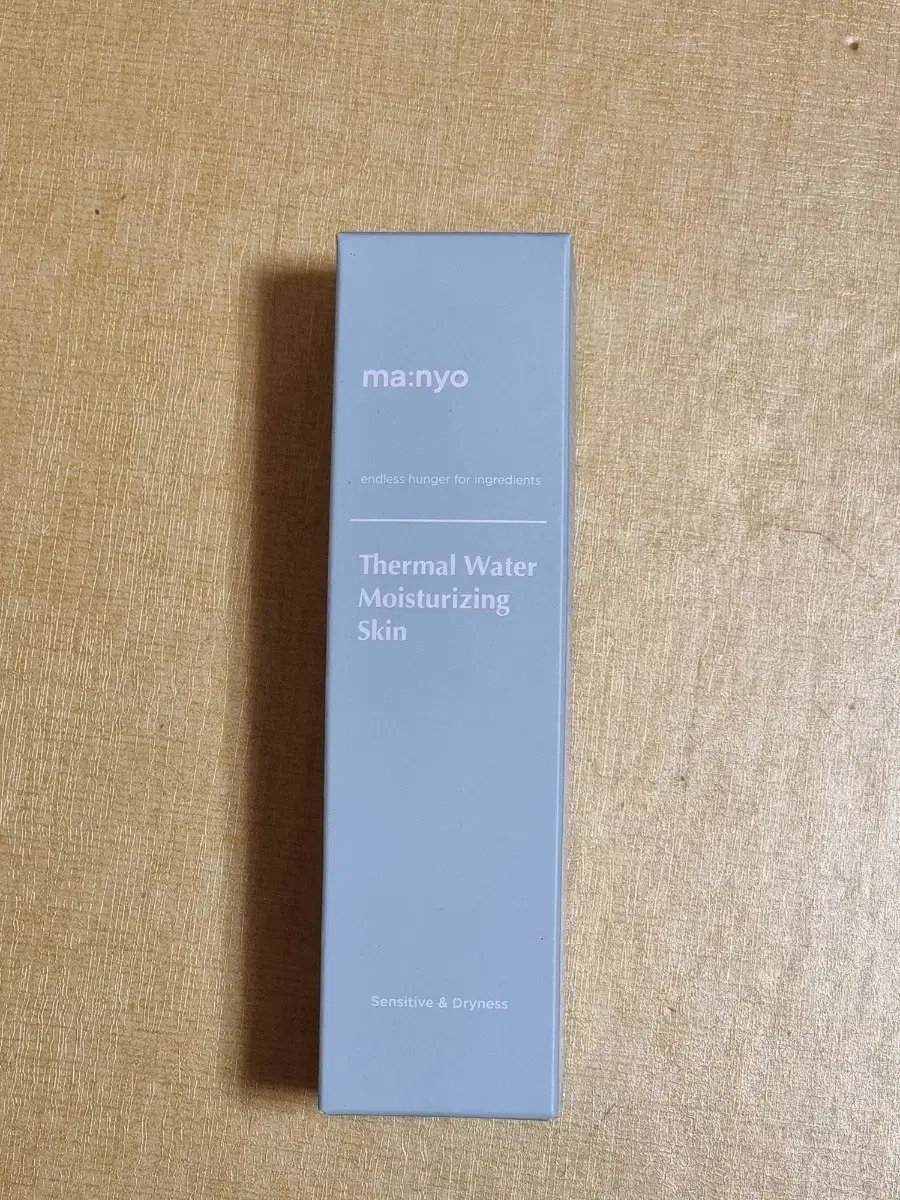 ma:nyo
endless hunger for ingredients
Thermal Water
Moisturizing
Skin
Sensitive & Dryness